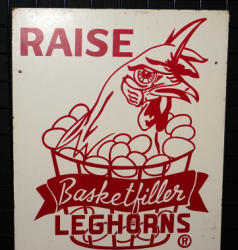 RAISE
Basketfiller
LEGHORNS
®